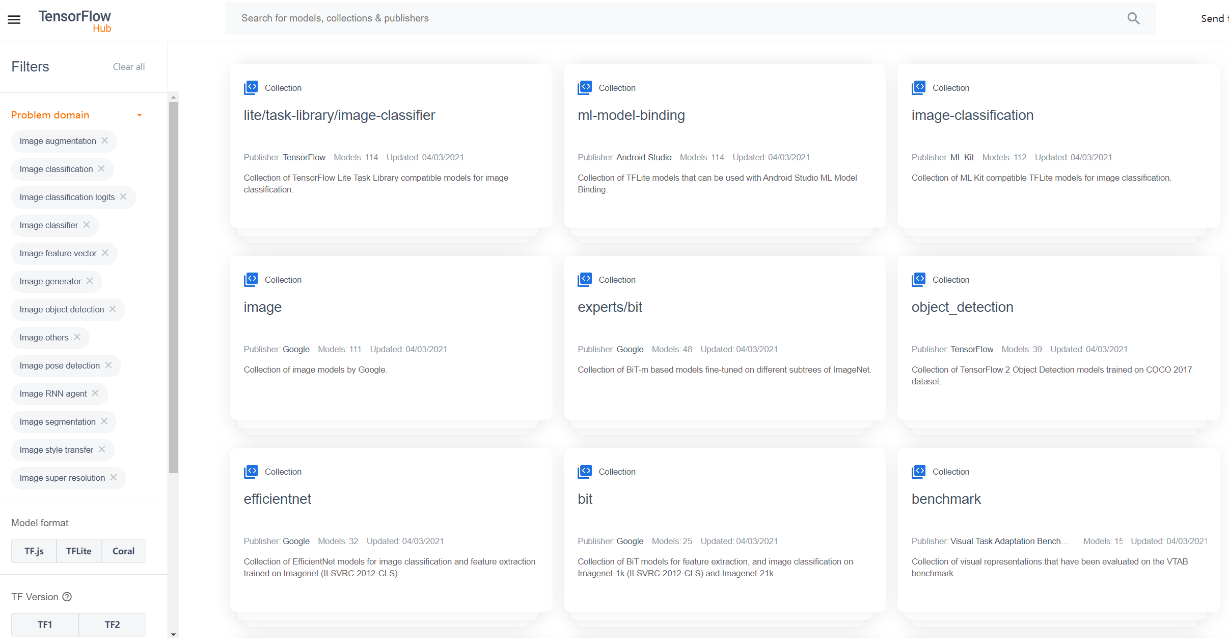 TensorFlow
Hub
Search for models, collections & publishers
Send
Filters
Clear all
Problem domain
Image augmentation
Image classification
Image classification logits
Image classifier
Image feature vector
Image generator
Image object detection
Image others
Image pose detection
Image RNN agent
Image segmentation
Image style transfer
Image super resolution
Model format
TF.js TFLite Coral
TF Version
TF1 TF2
Collection
lite/task-library/image-classifier
Publisher: TensorFlow Models: 114 Updated: 04/03/2021
Collection of TensorFlow Lite Task Library compatible models for image
classification.
Collection
ml-model-binding
Publisher: Android Studio Models: 114 Updated: 04/03/2021
Collection of TFLite models that can be used with Android Studio ML Model
Binding.
Collection
image-classification
Publisher: ML Kit Models: 112 Updated: 04/03/2021
Collection of ML Kit compatible TFLite models for image classification.
Collection
image
Publisher: Google Models: 111 Updated: 04/03/2021
Collection of image models by Google.
Collection
experts/bit
Publisher: Google Models: 48 Updated: 04/03/2021
Collection of BiT-m based models fine-tuned on different subtrees of ImageNet.
Collection
object_detection
Publisher: TensorFlow Models: 39 Updated: 04/03/2021
Collection of TensorFlow 2 Object Detection models trained on COCO 2017
dataset.
Collection
efficientnet
Publisher: Google Models: 32 Updated: 04/03/2021
Collection of EfficientNet models for image classification and feature extraction
trained on Imagenet (ILSVRC-2012-CLS)
Collection
bit
Publisher: Google Models: 25 Updated: 04/03/2021
Collection of BiT models for feature extraction, and image classification on
Imagenet-1k (ILSVRC-2012-CLS) and Imagenet-21k
Collection
benchmark
Publisher: Visual Task Adaptation Bench... Models: 15 Updated: 04/03/2021
Collection of visual representations that have been evaluated on the VTAB
benchmark